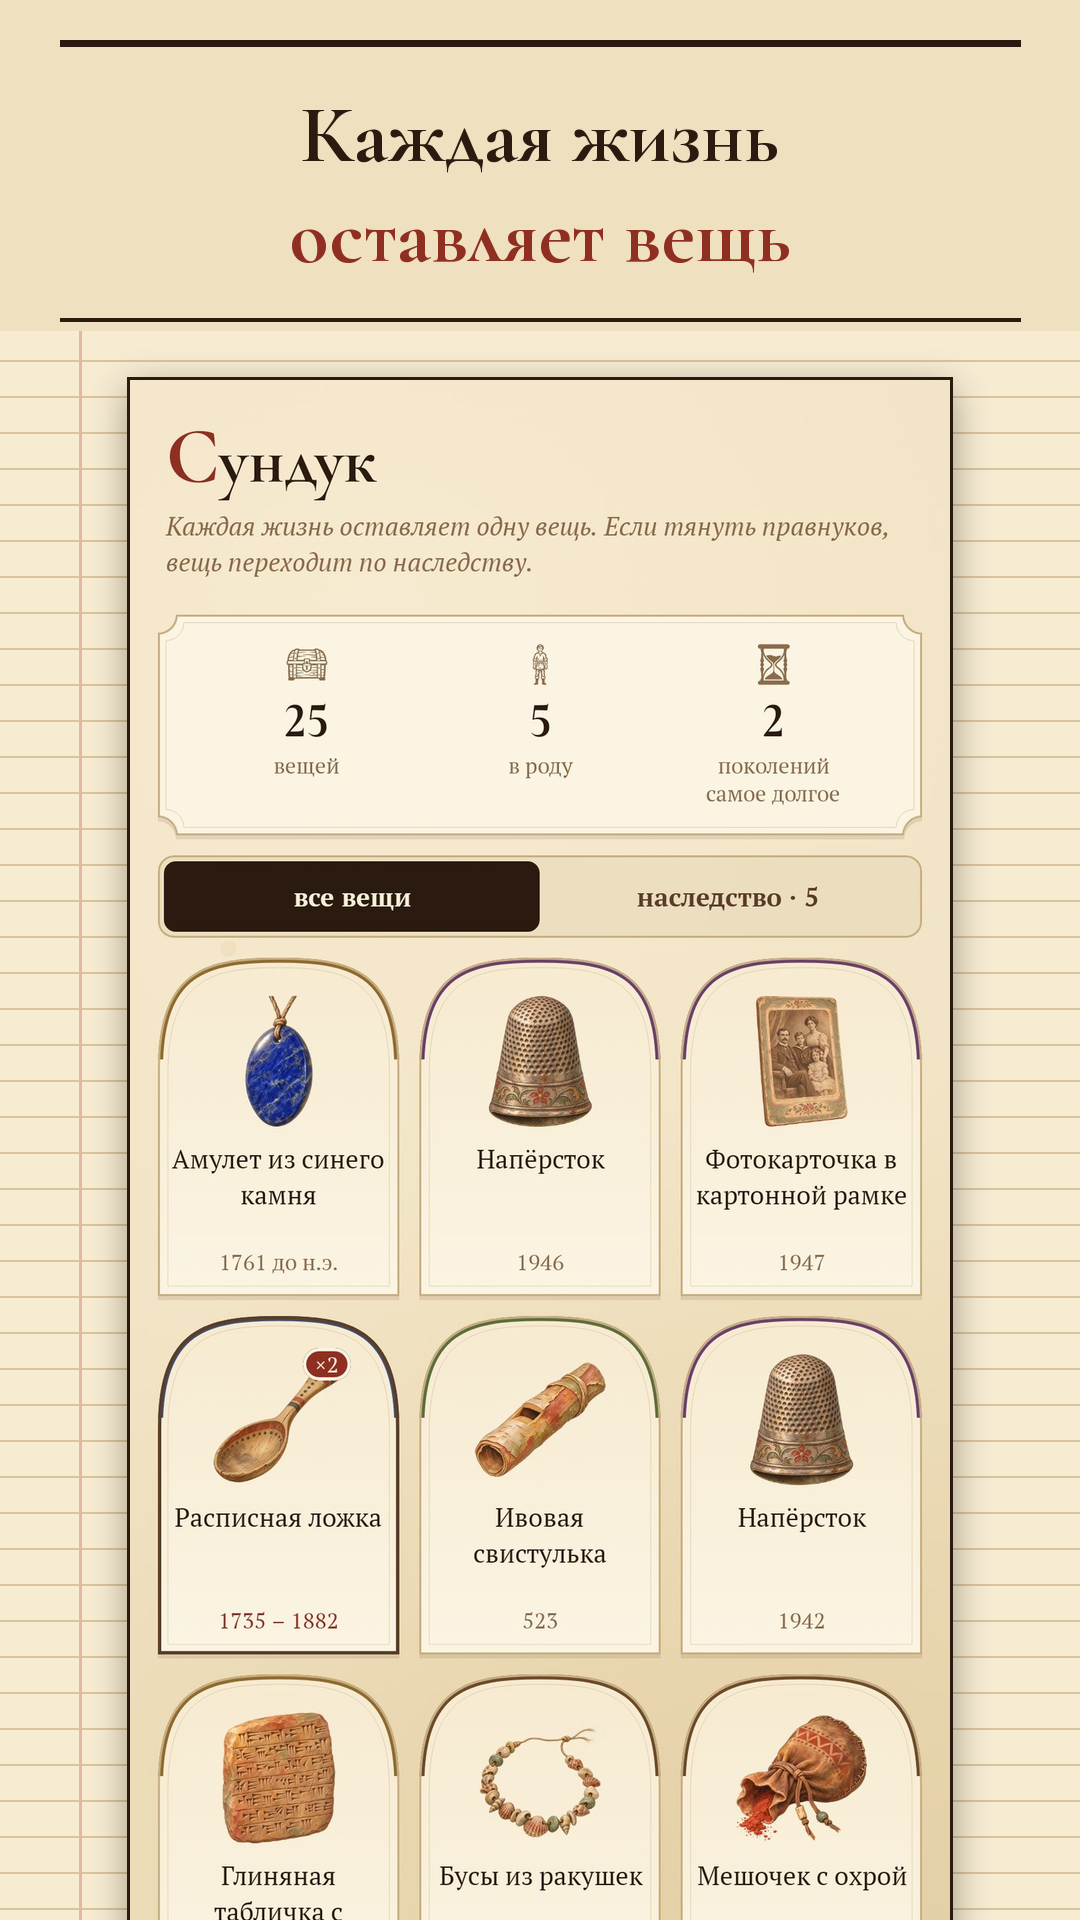 Каждая жизнь
оставляет вещь
Сундук
Каждая жизнь оставляет одну вещь. Если тянуть правнуков,
вещь переходит по наследству.
25
вещей
5
в роду
2
поколений
самое долгое
все вещи
наследство · 5
Амулет из синего
камня
1761 до н.э.
Напёрсток
1946
Фотокарточка в
картонной рамке
1947
×2
Расписная ложка
1735 – 1882
Ивовая
свистулька
523
Напёрсток
1942
Глиняная
табличка с
Бусы из ракушек
Мешочек с охрой